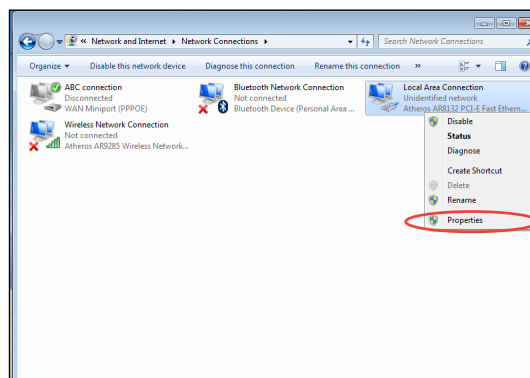 « Network and Internet ▸ Network Connections ▸
Search Network Connections
Organize ▾ Disable this network device Diagnose this connection Rename this connection »
ABC connection
Disconnected
WAN Miniport (PPPOE)
Bluetooth Network Connection
Not connected
Bluetooth Device (Personal Area ...
Local Area Connection
Unidentified network
Atheros AR8132 PCI-E Fast Ethern...
Wireless Network Connection
Not connected
Atheros AR9285 Wireless Network...
Disable
Status
Diagnose
Create Shortcut
Delete
Rename
Properties